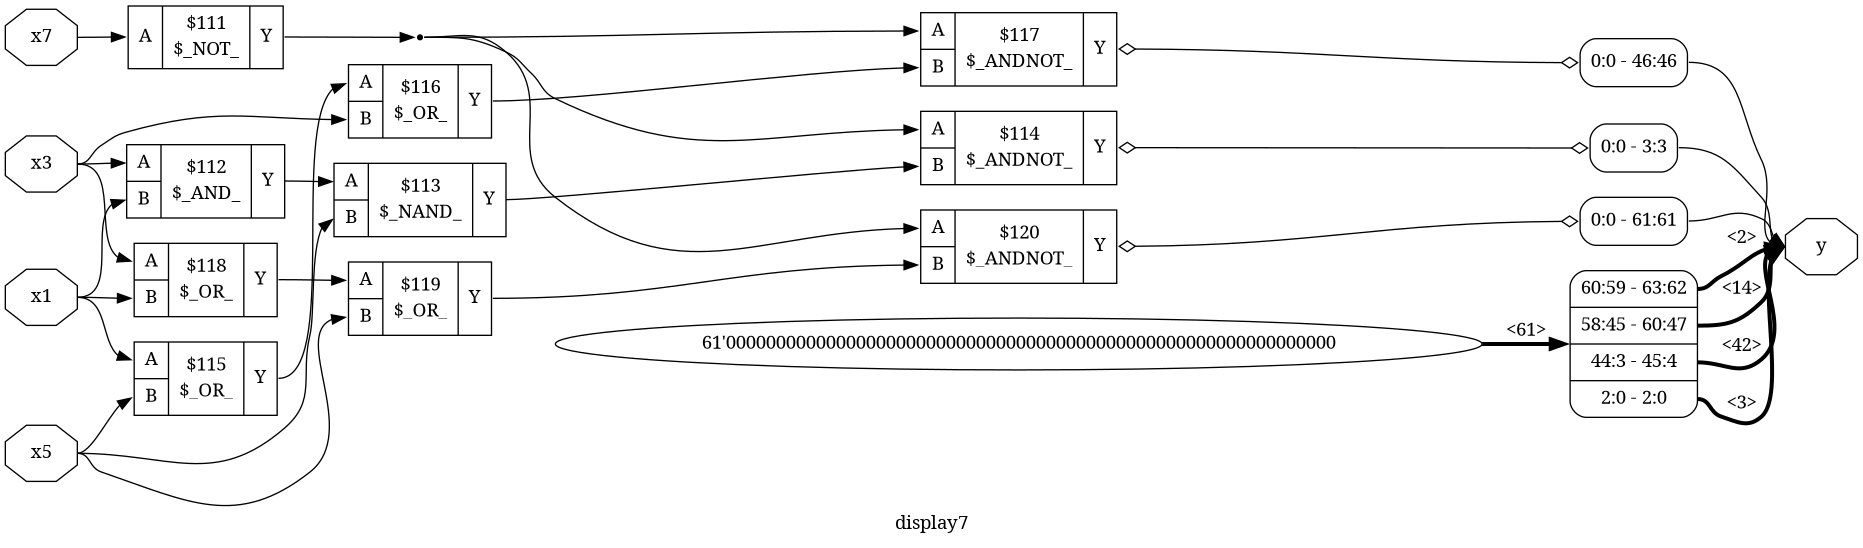 x7
A
$111
$_NOT_
Y
x3
A
B
$116
$_OR_
Y
A
B
$112
$_AND_
Y
A
B
$113
$_NAND_
Y
x1
A
B
$118
$_OR_
Y
A
B
$119
$_OR_
Y
A
B
$115
$_OR_
Y
x5
A
B
$117
$_ANDNOT_
Y
A
B
$114
$_ANDNOT_
Y
A
B
$120
$_ANDNOT_
Y
0:0 - 46:46
0:0 - 3:3
0:0 - 61:61
61'0000000000000000000000000000000000000000000000000000000000000
<61>
60:59 - 63:62
58:45 - 60:47
44:3 - 45:4
2:0 - 2:0
<2>
<14>
<42>
<3>
y
display7